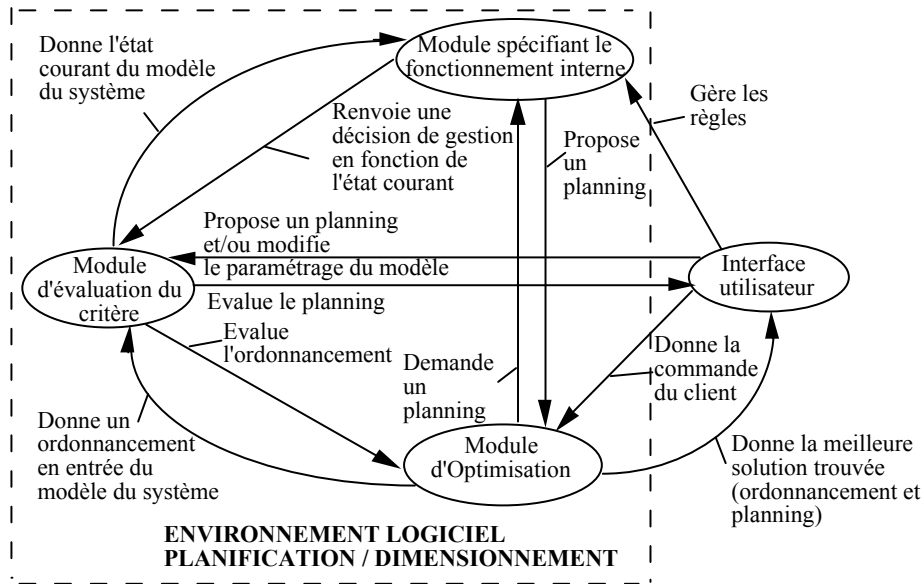 Donne l'état
courant du modèle
du système
Module spécifiant le
fonctionnement interne
Gère les
règles
Renvoie une
décision de gestion
en fonction de
l'état courant
Propose
un
planning
Propose un planning
et/ou modifie
le paramétrage du modèle
Module
d'évaluation du
critère
Interface
utilisateur
Evalue le planning
Evalue
l'ordonnancement
Demande
un
planning
Donne la
commande
du client
Donne un
ordonnancement
en entrée du
modèle du système
Module
d'Optimisation
Donne la meilleure
solution trouvée
(ordonnancement et
planning)
ENVIRONNEMENT LOGICIEL
PLANIFICATION / DIMENSIONNEMENT